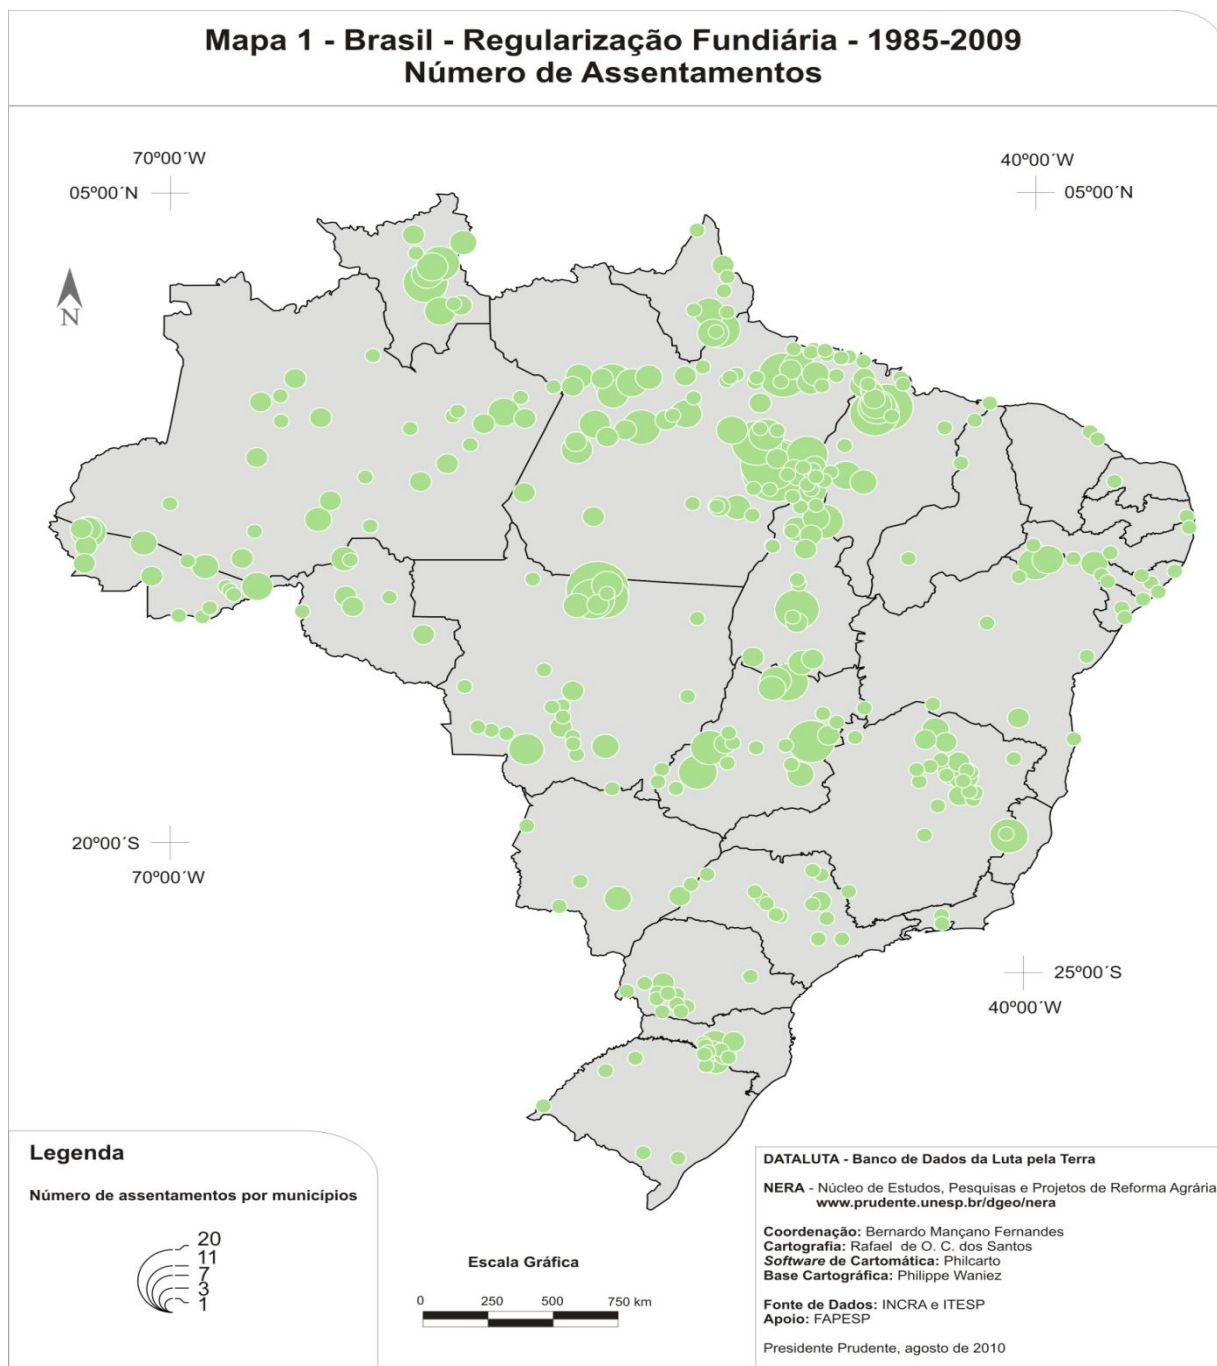 Mapa 1 - Brasil - Regularização Fundiária - 1985-2009
Número de Assentamentos
70º00´W
40º00´W
05º00´N
05º00´N
N
20º00´S
70º00´W
25º00´S
40º00´W
Legenda
Número de assentamentos por municípios
20
11
7
3
1
Escala Gráfica
0 250 500 750 km
DATALUTA - Banco de Dados da Luta pela Terra
NERA - Núcleo de Estudos, Pesquisas e Projetos de Reforma Agrária
www.prudente.unesp.br/dgeo/nera
Coordenação: Bernardo Mançano Fernandes
Cartografia: Rafael de O. C. dos Santos
Software de Cartomática: Philcarto
Base Cartográfica: Philippe Waniez
Fonte de Dados: INCRA e ITESP
Apoio: FAPESP
Presidente Prudente, agosto de 2010